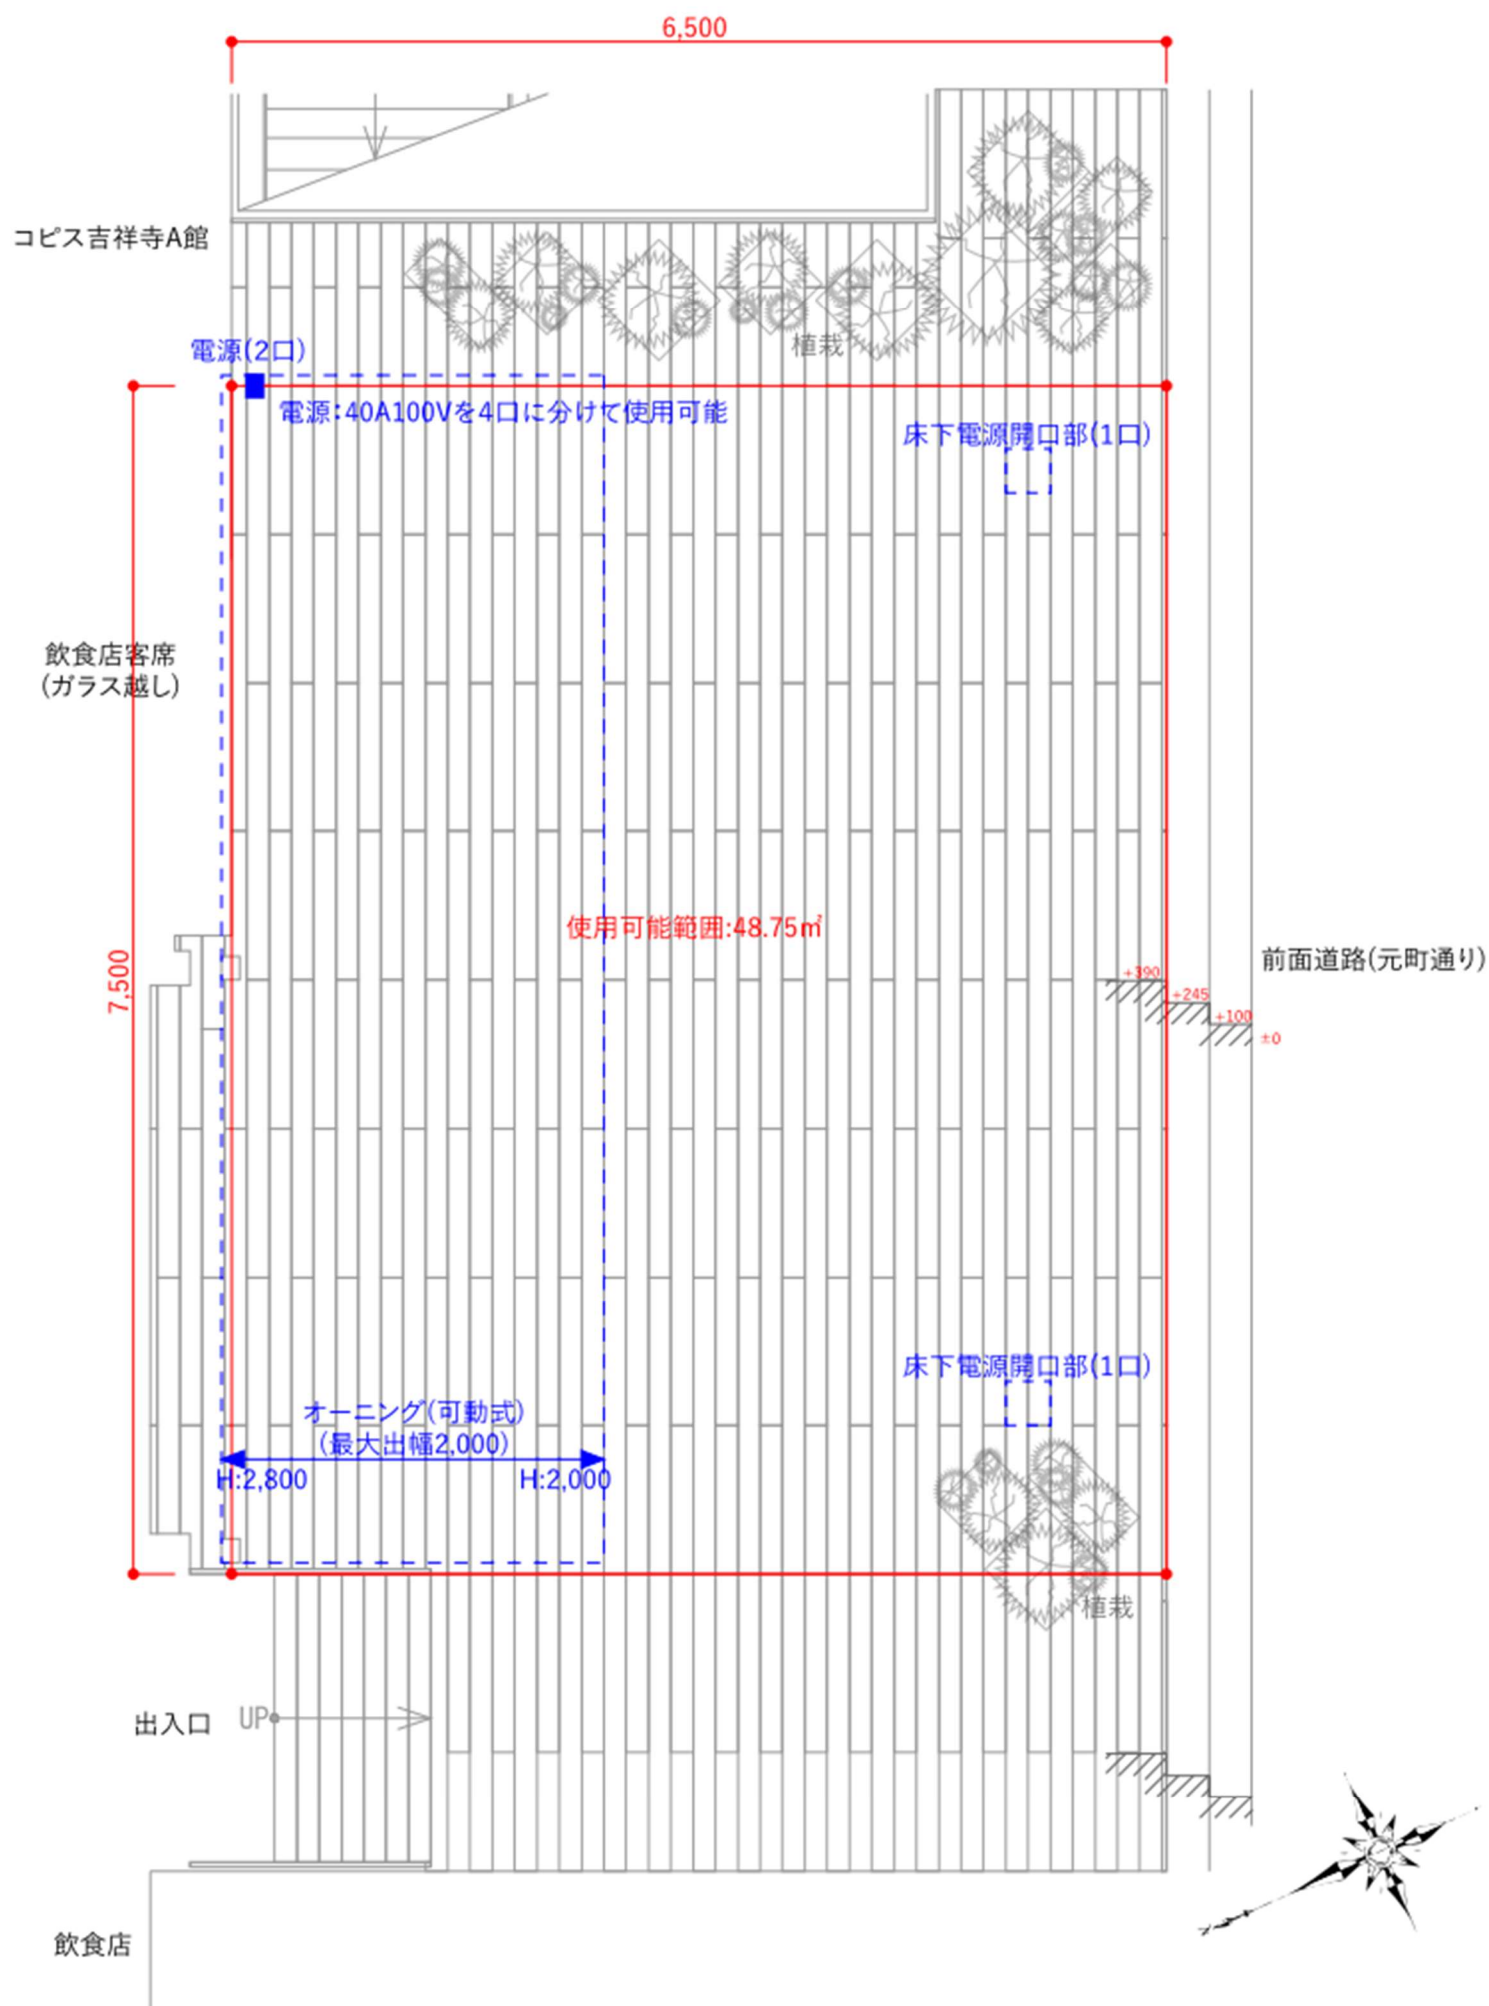 6,500
コピス吉祥寺A館
植栽
電源(2口)
電源:40A100Vを4口に分けて使用可能
床下電源開口部(1口)
飲食店客席
(ガラス越し)
使用可能範囲:48.75㎡
7,500
前面道路(元町通り)
+390
+245
+100
±0
床下電源開口部(1口)
オーニング(可動式)
(最大出幅2,000)
H:2,800
H:2,000
植栽
出入口
UP
飲食店